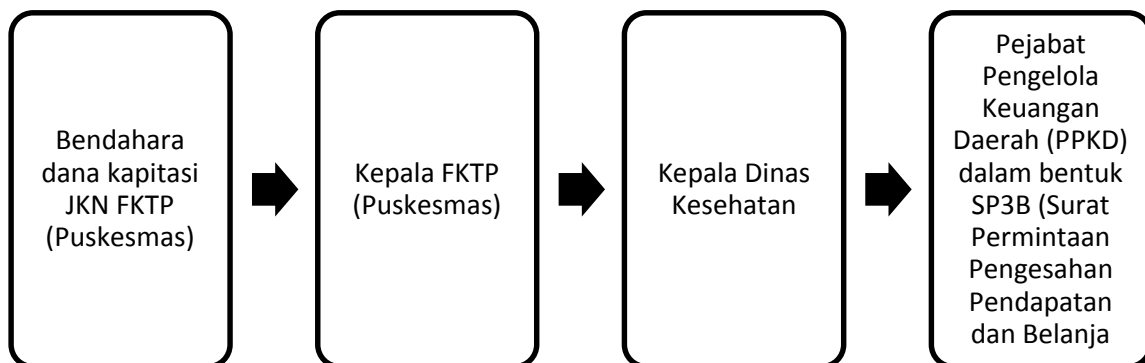 Bendahara
dana kapitasi
JKN FKTP
(Puskesmas)
Kepala FKTP
(Puskesmas)
Kepala Dinas
Kesehatan
Pejabat
Pengelola
Keuangan
Daerah (PPKD)
dalam bentuk
SP3B (Surat
Permintaan
Pengesahan
Pendapatan
dan Belanja